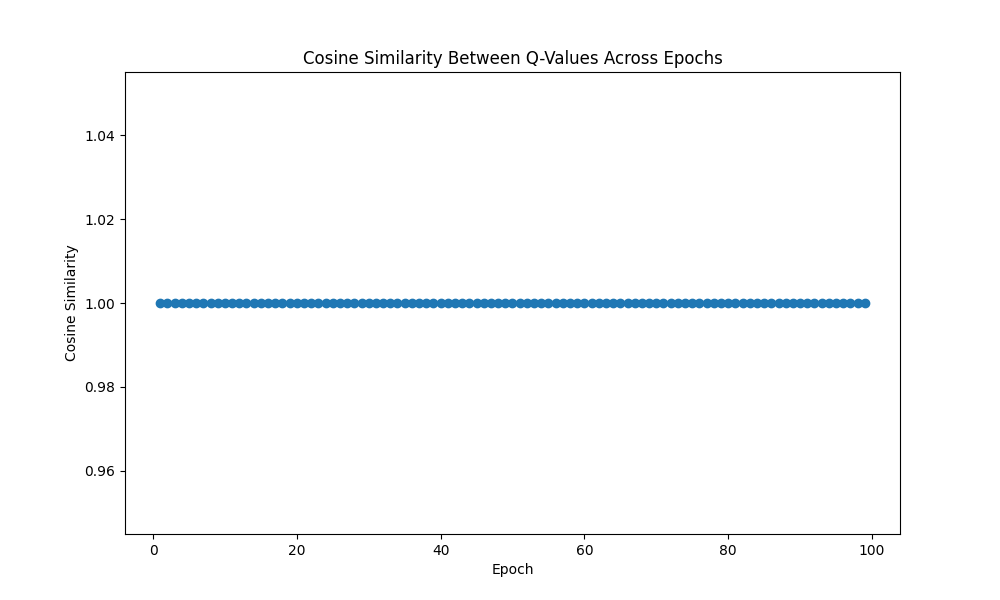 Cosine Similarity Between Q-Values Across Epochs
1.04
1.02
1.00
0.98
0.96
Cosine Similarity
0 20 40 60 80 100
Epoch